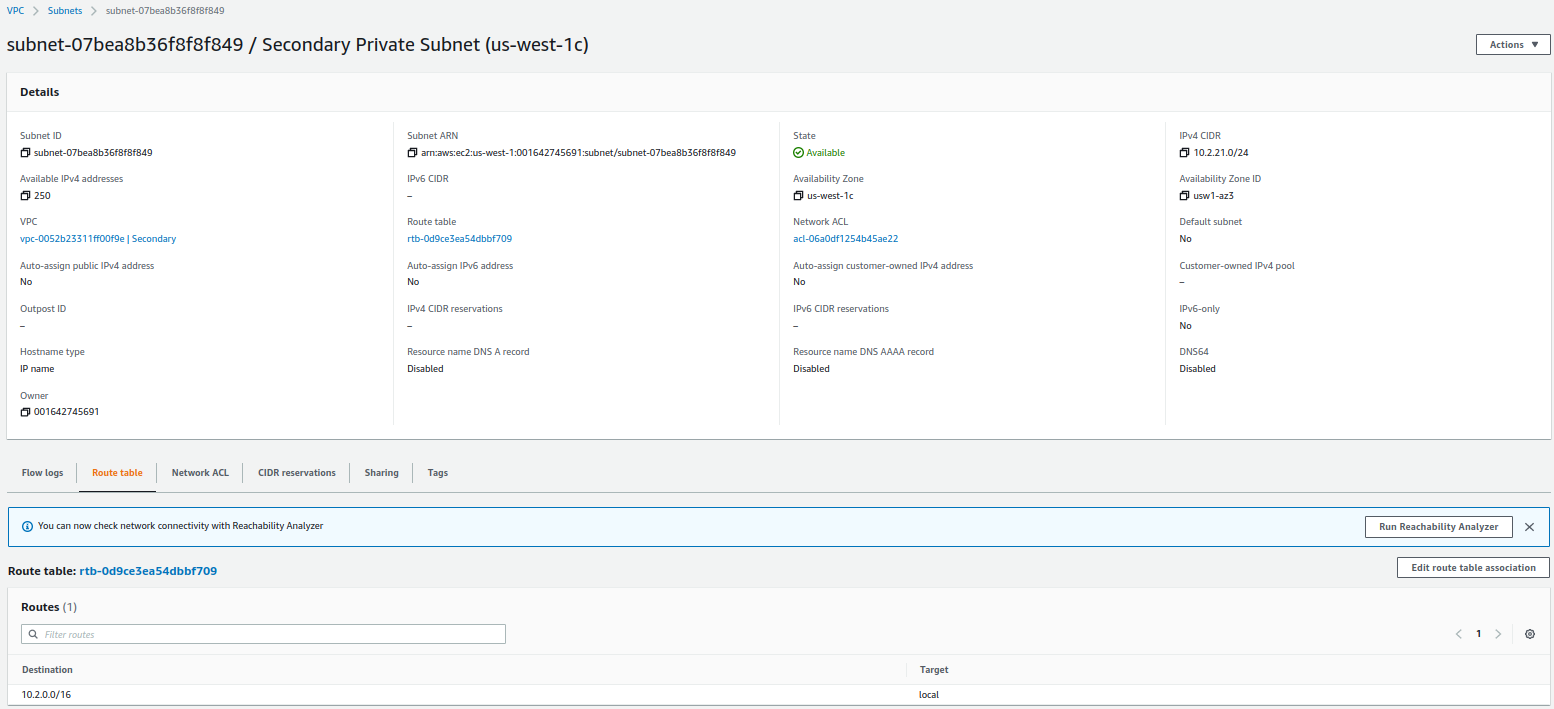 VPC > Subnets > subnet-07bea8b36f8f8f849
subnet-07bea8b36f8f8f849 / Secondary Private Subnet (us-west-1c)
Actions ▼
Details
Subnet ID
subnet-07bea8b36f8f8f849
Subnet ARN
arn:aws:ec2:us-west-1:001642745691:subnet/subnet-07bea8b36f8f8f849
State
Available
IPv4 CIDR
10.2.21.0/24
Available IPv4 addresses
250
IPv6 CIDR
–
Availability Zone
us-west-1c
Availability Zone ID
usw1-az3
VPC
vpc-0052b23311ff00f9e | Secondary
Route table
rtb-0d9ce3ea54dbbf709
Network ACL
acl-06a0df1254b45ae22
Default subnet
No
Auto-assign public IPv4 address
No
Auto-assign IPv6 address
No
Auto-assign customer-owned IPv4 address
No
Customer-owned IPv4 pool
–
Outpost ID
–
IPv4 CIDR reservations
–
IPv6 CIDR reservations
–
IPv6-only
No
Hostname type
IP name
Resource name DNS A record
Disabled
Resource name DNS AAAA record
Disabled
DNS64
Disabled
Owner
001642745691
Flow logs
Route table
Network ACL
CIDR reservations
Sharing
Tags
You can now check network connectivity with Reachability Analyzer
Run Reachability Analyzer
Route table: rtb-0d9ce3ea54dbbf709
Edit route table association
Routes (1)
Filter routes
1
Destination
Target
10.2.0.0/16
local